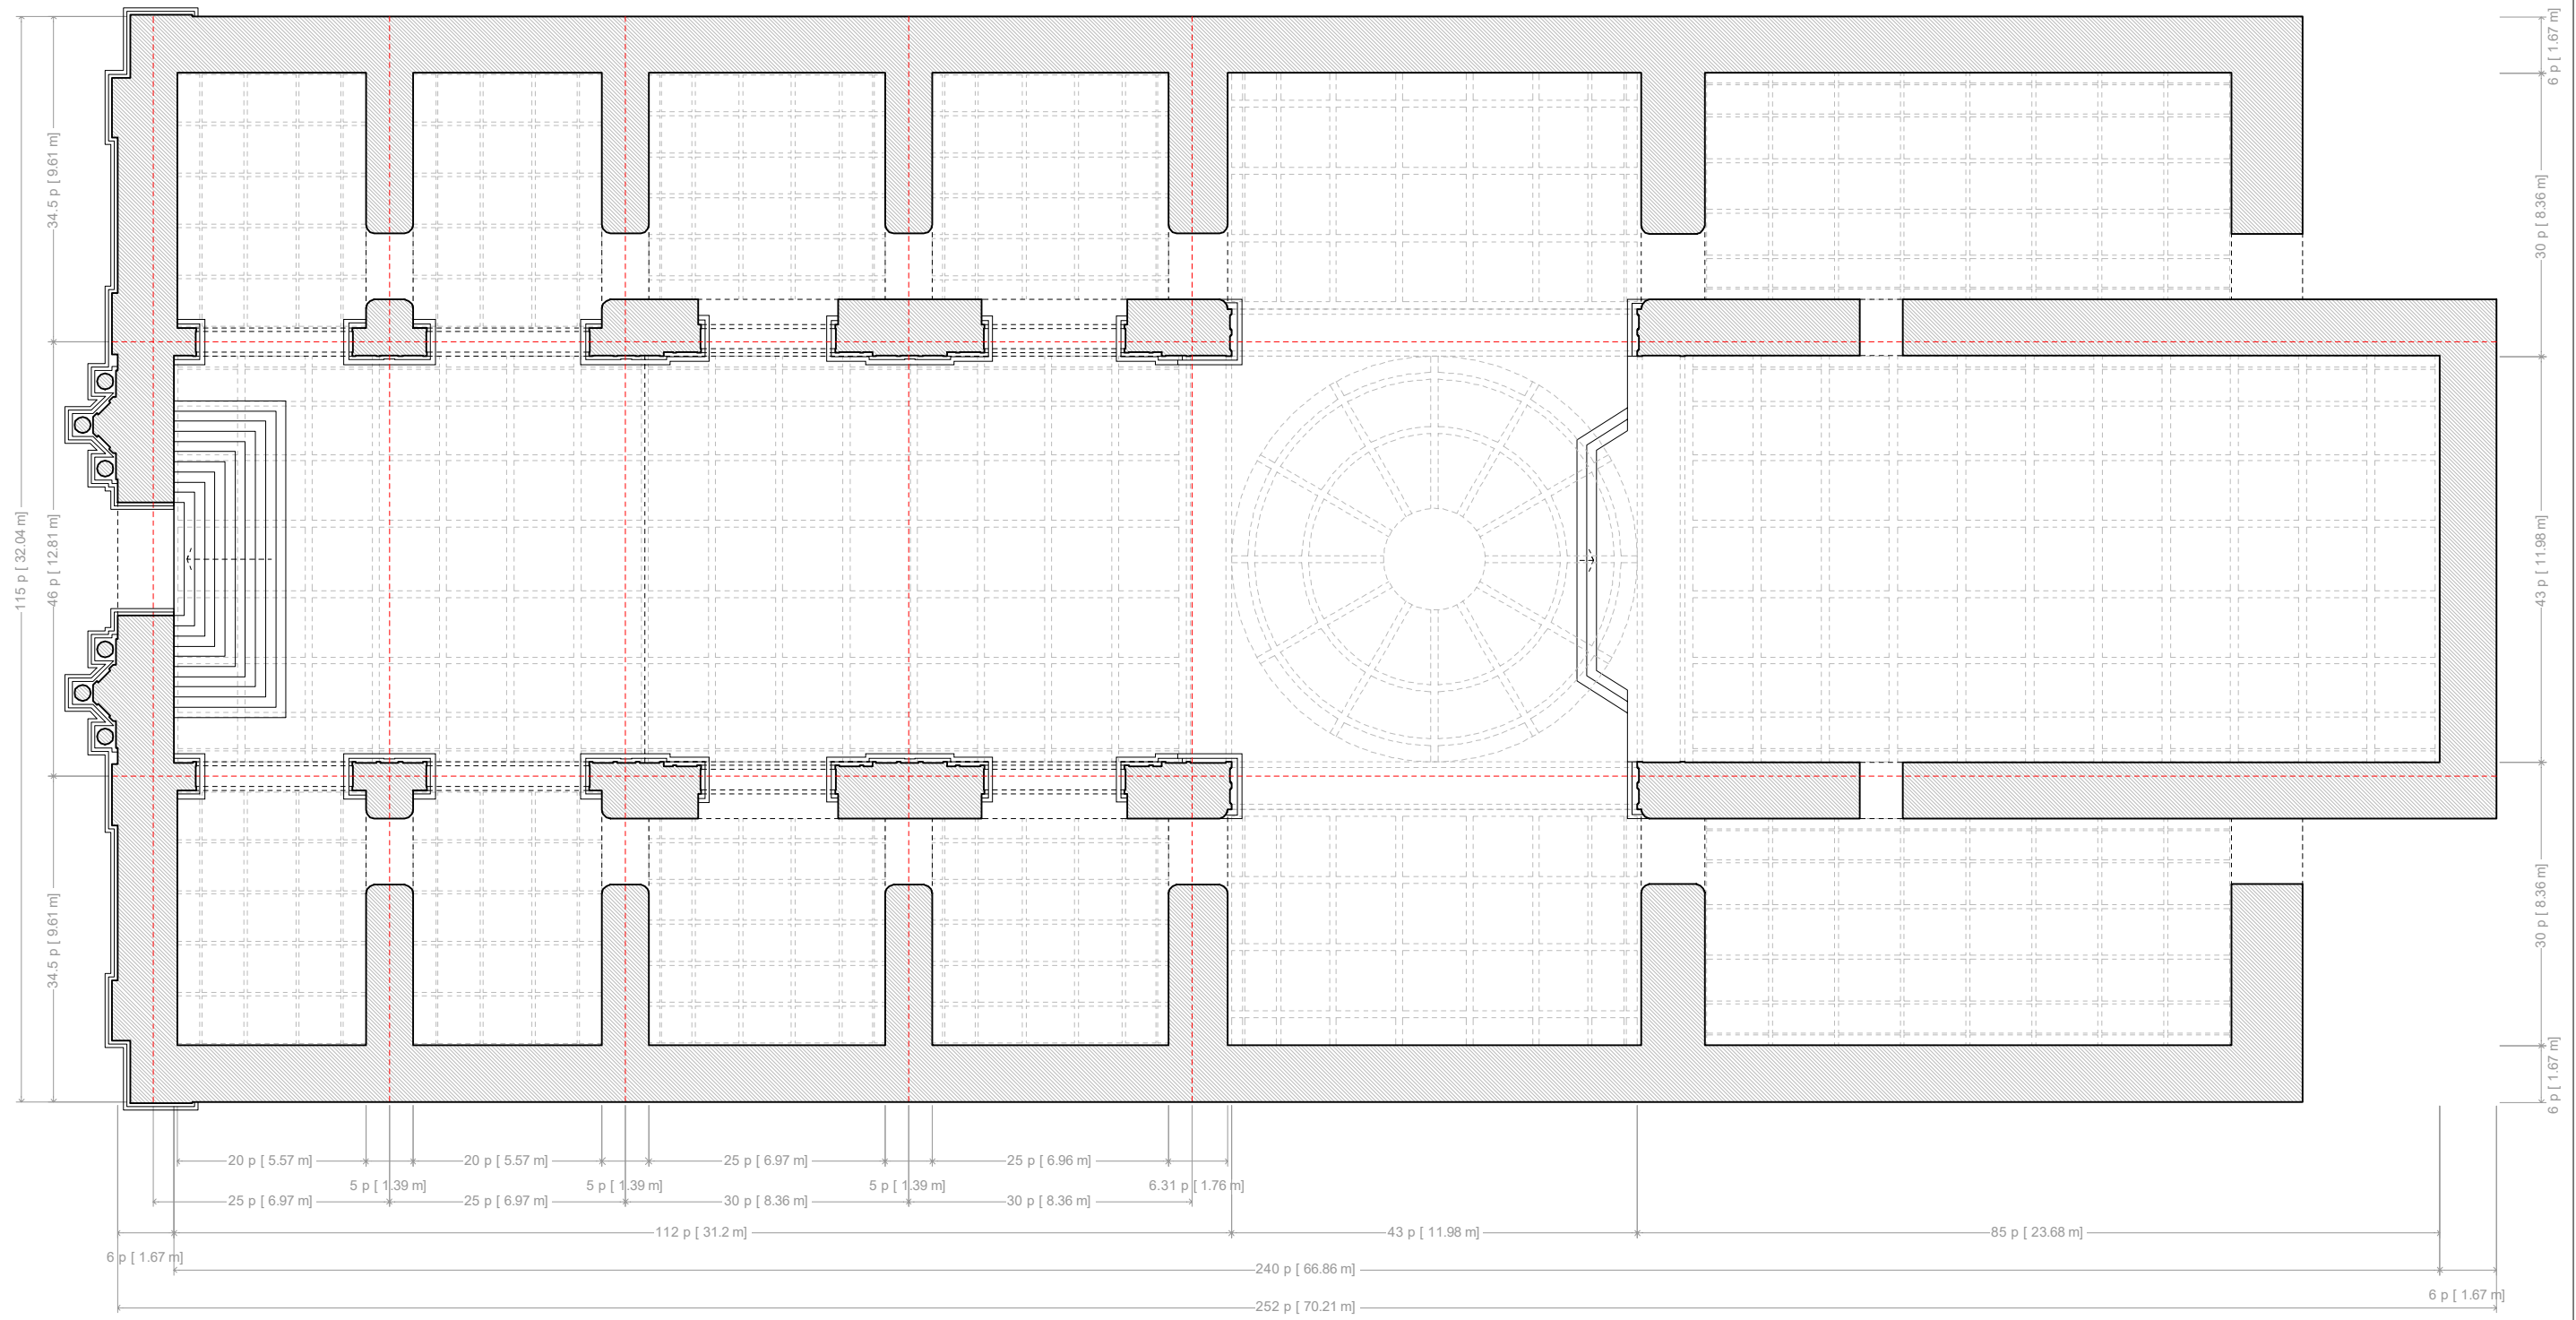 6 p [ 1.67 m]
34.5 p [ 9.61 m]
30 p [ 8.36 m]
115 p [ 32.04 m]
46 p [ 12.81 m]
43 p [ 11.98 m]
34.5 p [ 9.61 m]
30 p [ 8.36 m]
6 p [ 1.67 m]
20 p [ 5.57 m]
20 p [ 5.57 m]
25 p [ 6.97 m]
25 p [ 6.96 m]
5 p [ 1.39 m]
5 p [ 1.39 m]
5 p [ 1.39 m]
6.31 p [ 1.76 m]
25 p [ 6.97 m]
25 p [ 6.97 m]
30 p [ 8.36 m]
30 p [ 8.36 m]
112 p [ 31.2 m]
43 p [ 11.98 m]
85 p [ 23.68 m]
6 p [ 1.67 m]
240 p [ 66.86 m]
6 p [ 1.67 m]
252 p [ 70.21 m]